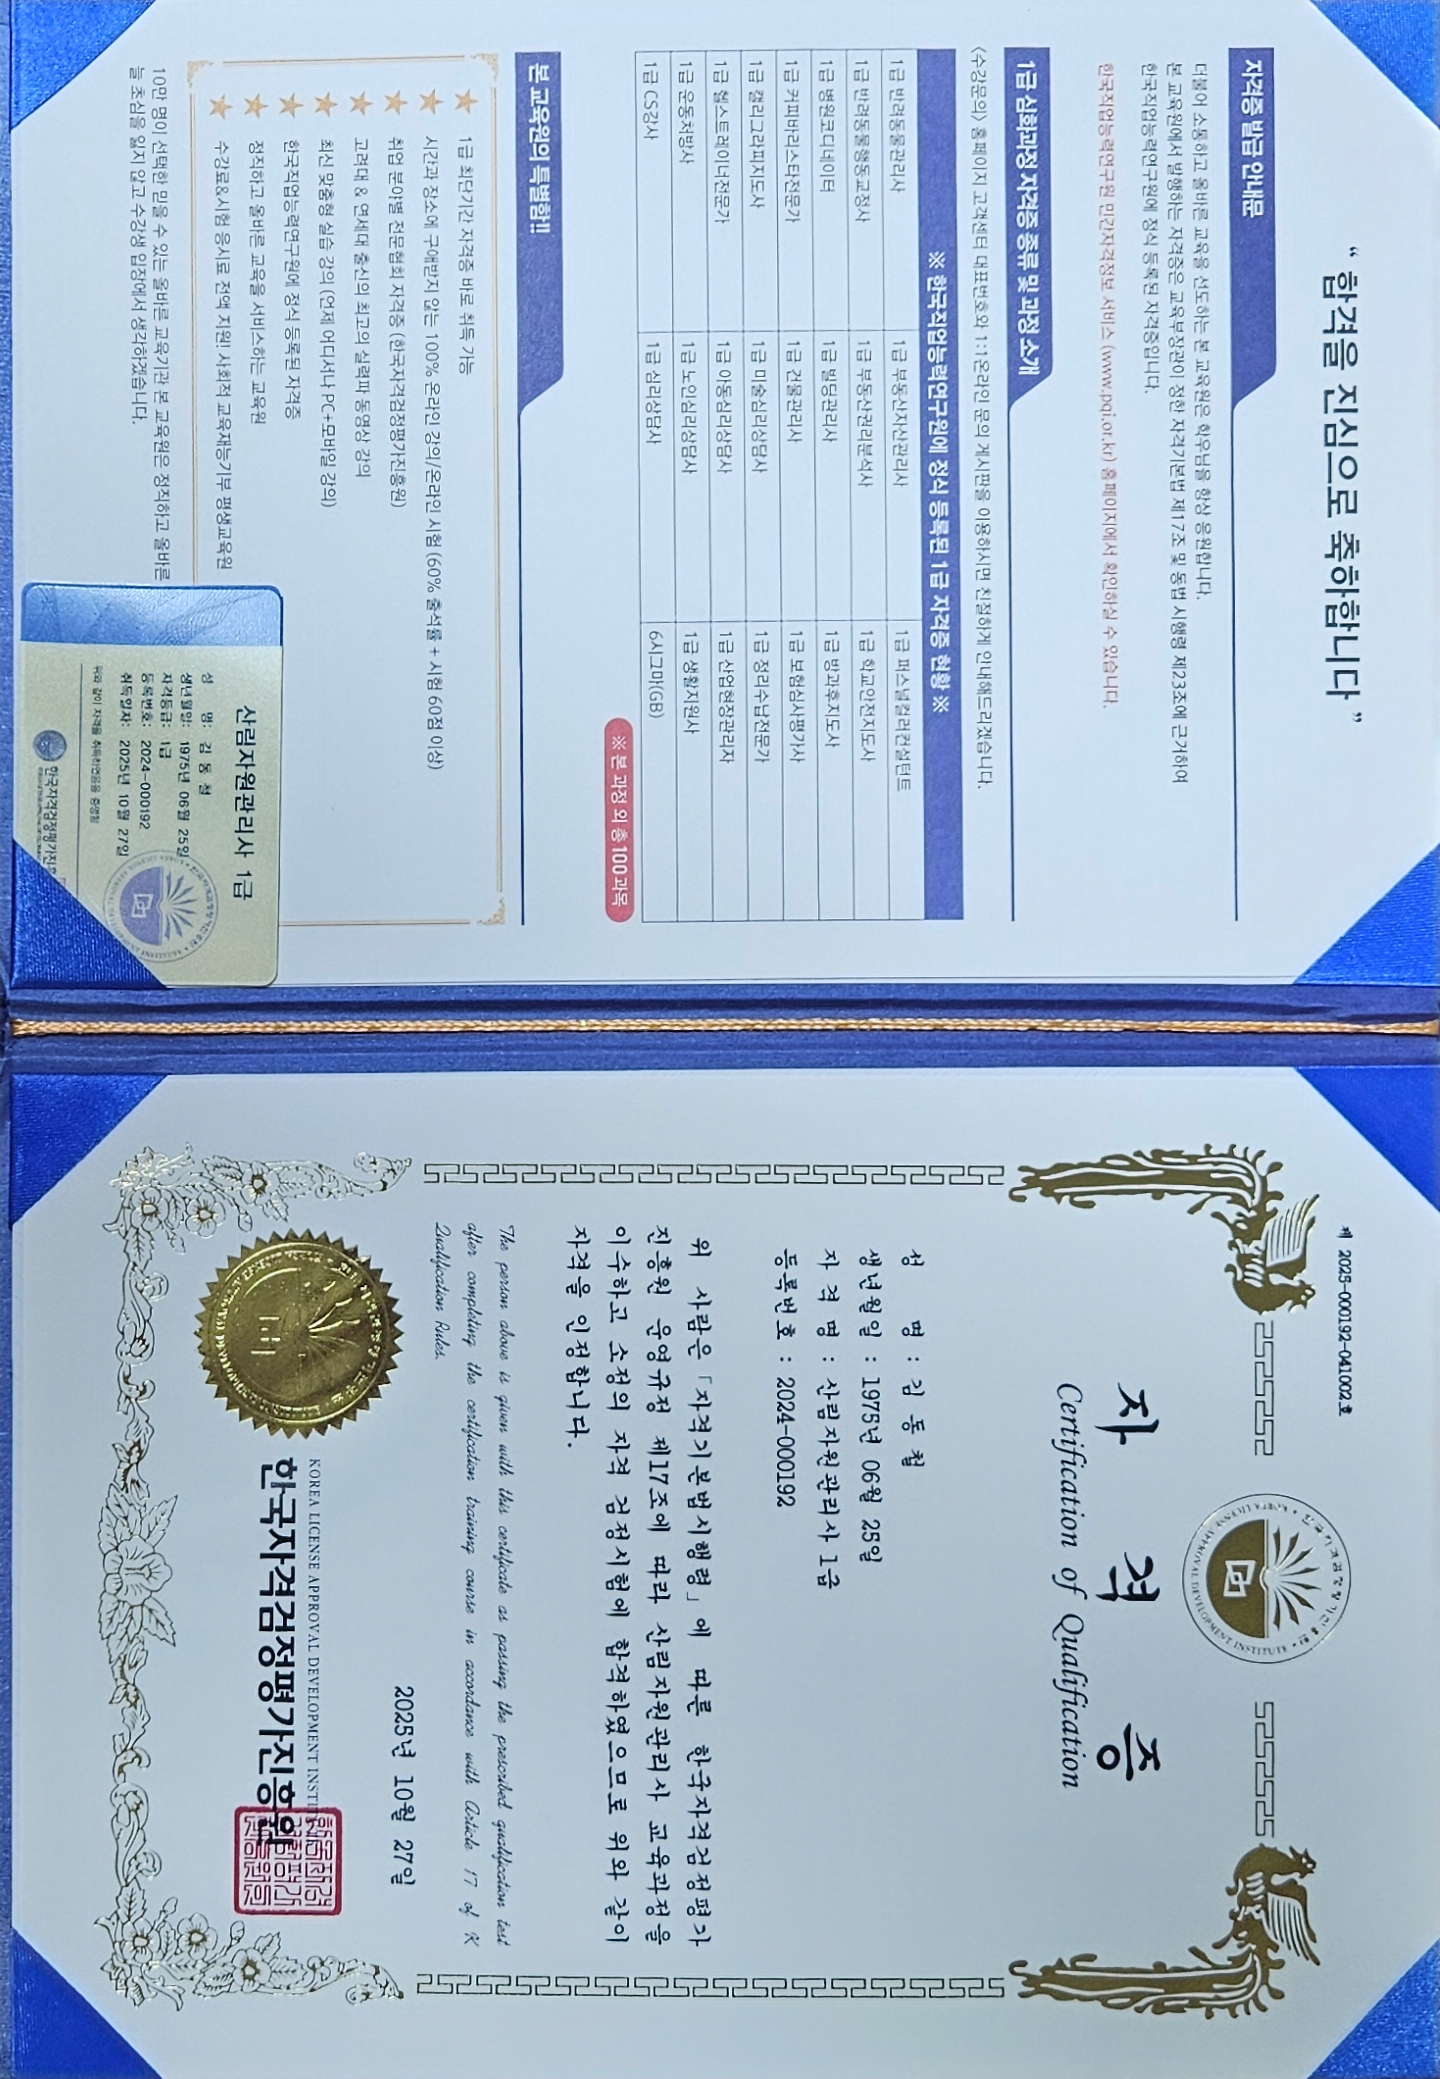 “ 합격을 진심으로 축하합니다 ”
자격증 발급 안내문
더불어 소통하고 올바른 교육을 선도하는 본 교육원은 학우님을 항상 응원합니다.
본 교육원에서 발행하는 자격증은 교육부장관이 정한 자격기본법 제17조 및 동법 시행령 제23조에 근거하여
한국직업능력연구원에 정식 등록된 자격증입니다.
한국직업능력연구원 민간자격정보 서비스 (www.pqi.or.kr) 홈페이지에서 확인하실 수 있습니다.
1급 심화과정 자격증 종류 및 과정 소개
(수강문의) 홈페이지 고객센터 대표번호와 1:1온라인 문의 게시판을 이용하시면 친절하게 안내해드리겠습니다.
※ 한국직업능력연구원에 정식 등록된 1급 자격증 현황 ※
1급 반려동물관리사 1급 부동산자산관리사 1급 퍼스널컬러컨설턴트
1급 반려동물행동교정사 1급 부동산권리분석사 1급 학교안전지도사
1급 병원코디네이터 1급 빌딩관리사 1급 방과후지도사
1급 커피바리스타전문가 1급 건물관리사 1급 보험심사평가사
1급 캘리그라피지도사 1급 미술심리상담사 1급 정리수납전문가
1급 헬스트레이너전문가 1급 아동심리상담사 1급 산업현장관리자
1급 운동처방사 1급 노인심리상담사 1급 생활지원사
1급 CS강사 1급 심리상담사 6시그마(GB)
※ 본 과정 외 총 100과목
본 교육원의 특별함!!
1급 최단기간 자격증 바로 취득 가능
시간과 장소에 구애받지 않는 100% 온라인 강의/온라인 시험 (60% 출석률 + 시험 60점 이상)
취업 분야별 전문협회 자격증 (한국자격검정평가진흥원)
고려대 & 연세대 출신의 최고의 실력파 동영상 강의
최신 맞춤형 실습 강의 (언제 어디서나 PC+모바일 강의)
한국직업능력연구원에 정식 등록된 자격증
정직하고 올바른 교육을 서비스하는 교육원
수강료&시험 응시료 전액 지원! 사회적 교육재능기부 평생교육원
10만 명이 선택한 믿을 수 있는 올바른 교육기관 본 교육원은 정직하고 올바른
늘 초심을 잃지 않고 수강생 입장에서 생각하겠습니다.
산림자원관리사 1급
성 명: 김 동 철
생년월일: 1975년 06월 25일
자격등급: 1급
등록번호: 2024-000192
취득일자: 2025년 10월 27일
위와 같이 자격을 취득하였음을 증명함
한국자격검정평가진흥
제 2025-000192-041002호
한국자격검정평가진흥원
KOREA LICENSE APPROVAL DEVELOPMENT INSTITUTE
자 격 증
Certification of Qualification
성 명 : 김 동 철
생년월일 : 1975년 06월 25일
자 격 명 : 산림자원관리사 1급
등록번호 : 2024-000192
위 사람은 「자격기본법시행령」에 따른 한국자격검정평가
진흥원 운영규정 제17조에 따라 산림자원관리사 교육과정을
이수하고 소정의 자격 검정시험에 합격하였으므로 위와 같이
자격을 인정합니다.
The person above is given with this certificate as passing the prescribed qualification test
after completing the certification training course in accordance with Article 17 of K
Qualification Rules.
2025년 10월 27일
KOREA LICENSE APPROVAL DEVELOPMENT INSTITUTE
한국자격검정평가진흥원